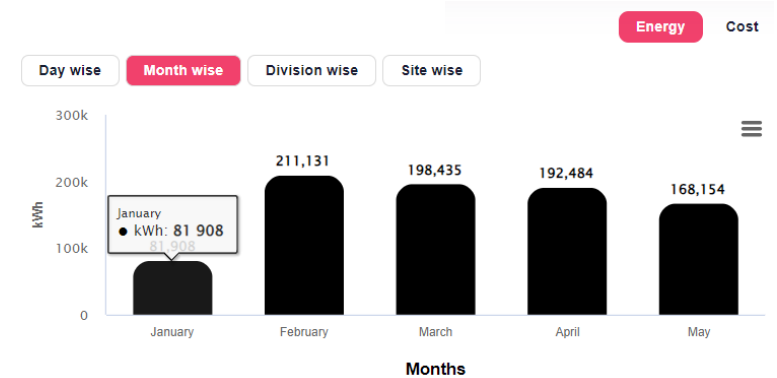 Energy Cost
Day wise Month wise Division wise Site wise
300k
200k
100k
0
kWh
211,131
198,435
192,484
168,154
January
● kWh: 81 908
81,908
January February March April May
Months